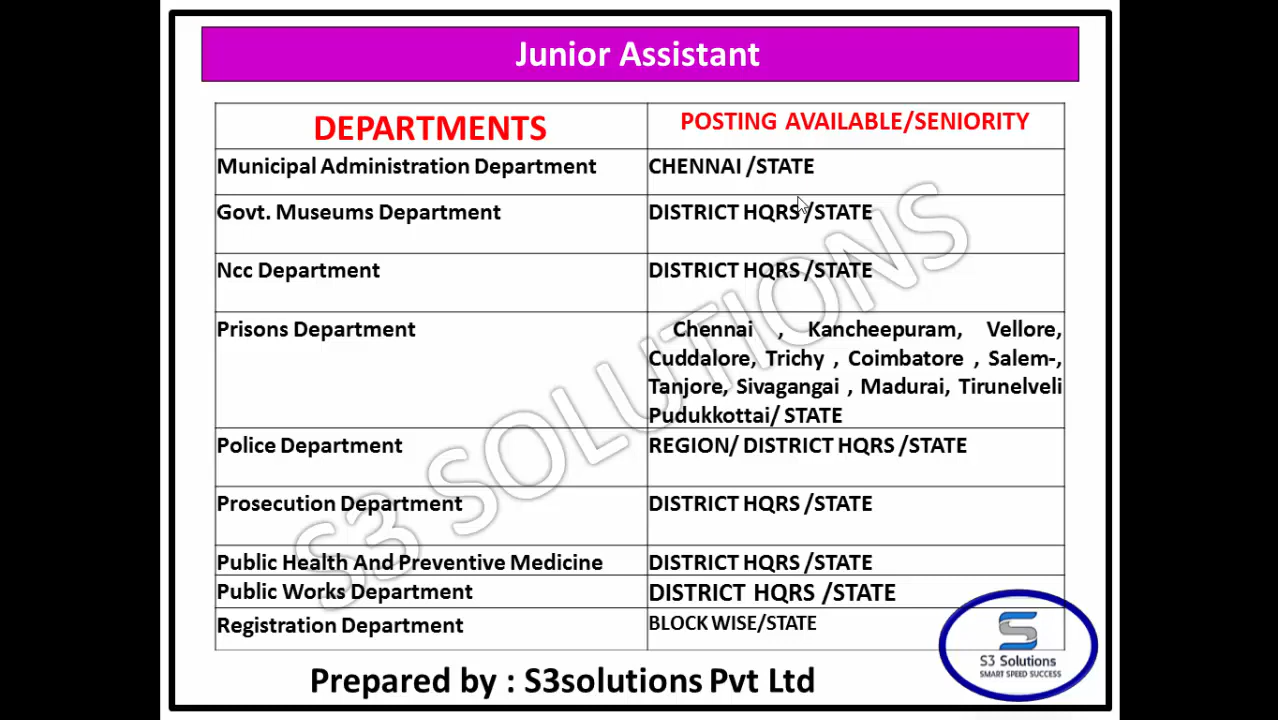 Junior Assistant
DEPARTMENTS
POSTING AVAILABLE/SENIORITY
Municipal Administration Department
CHENNAI /STATE
Govt. Museums Department
DISTRICT HQRS /STATE
Ncc Department
DISTRICT HQRS /STATE
Prisons Department
Chennai , Kancheepuram, Vellore,
Cuddalore, Trichy , Coimbatore , Salem-,
Tanjore, Sivagangai , Madurai, Tirunelveli
Pudukkottai/ STATE
Police Department
REGION/ DISTRICT HQRS /STATE
Prosecution Department
DISTRICT HQRS /STATE
Public Health And Preventive Medicine
DISTRICT HQRS /STATE
Public Works Department
DISTRICT HQRS /STATE
Registration Department
BLOCK WISE/STATE
S3 SOLUTIONS
Prepared by : S3solutions Pvt Ltd
S3 Solutions
SMART SPEED SUCCESS